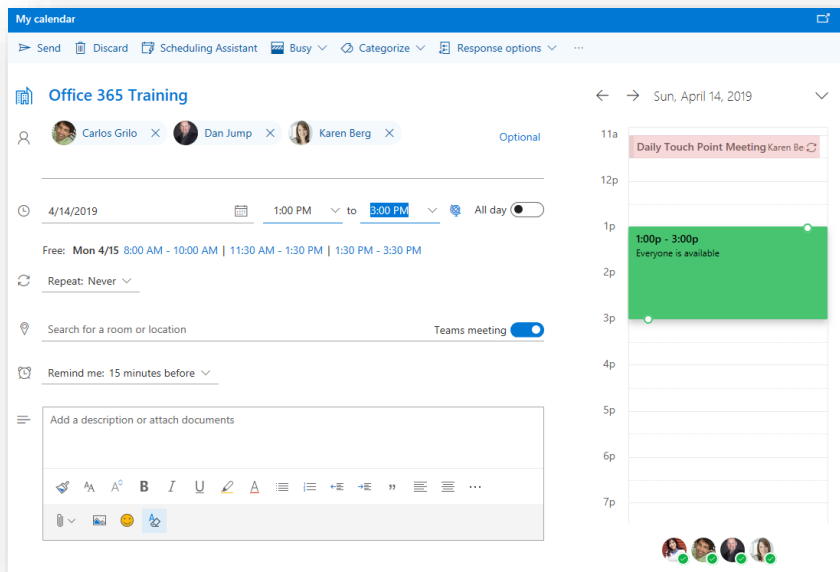 My calendar
Send Discard Scheduling Assistant Busy Categorize Response options ...
Office 365 Training
Carlos Grilo Dan Jump Karen Berg
Optional
4/14/2019 1:00 PM to 3:00 PM All day
Free: Mon 4/15 8:00 AM - 10:00 AM | 11:30 AM - 1:30 PM | 1:30 PM - 3:30 PM
Repeat: Never
Search for a room or location Teams meeting
Remind me: 15 minutes before
Add a description or attach documents
Sun, April 14, 2019
11a
Daily Touch Point Meeting Karen Be
12p
1p
1:00p - 3:00p
Everyone is available
2p
3p
4p
5p
6p
7p